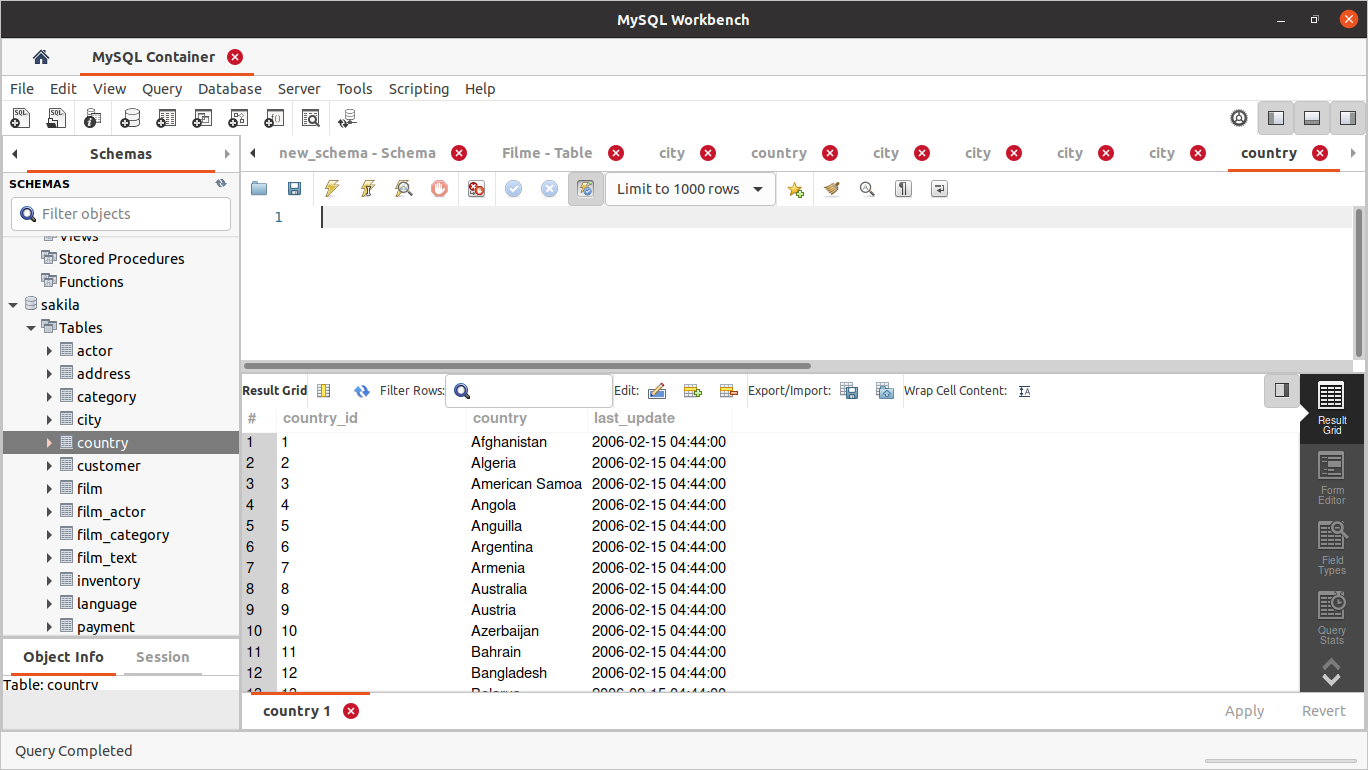 MySQL Workbench
MySQL Container
File Edit View Query Database Server Tools Scripting Help
Schemas
new_schema - Schema Filme - Table city country city city city city country
SCHEMAS
Filter objects
Limit to 1000 rows
1
Views
Stored Procedures
Functions
sakila
Tables
actor
address
category
city
country
customer
film
film_actor
film_category
film_text
inventory
language
payment
Object Info Session
Table: country
Result Grid Filter Rows: Edit: Export/Import: Wrap Cell Content:
# country_id country last_update
1 1 Afghanistan 2006-02-15 04:44:00
2 2 Algeria 2006-02-15 04:44:00
3 3 American Samoa 2006-02-15 04:44:00
4 4 Angola 2006-02-15 04:44:00
5 5 Anguilla 2006-02-15 04:44:00
6 6 Argentina 2006-02-15 04:44:00
7 7 Armenia 2006-02-15 04:44:00
8 8 Australia 2006-02-15 04:44:00
9 9 Austria 2006-02-15 04:44:00
10 10 Azerbaijan 2006-02-15 04:44:00
11 11 Bahrain 2006-02-15 04:44:00
12 12 Bangladesh 2006-02-15 04:44:00
13 13 Belarus 2006-02-15 04:44:00
Result
Grid
Form
Editor
Field
Types
Query
Stats
country 1 Apply Revert
Query Completed